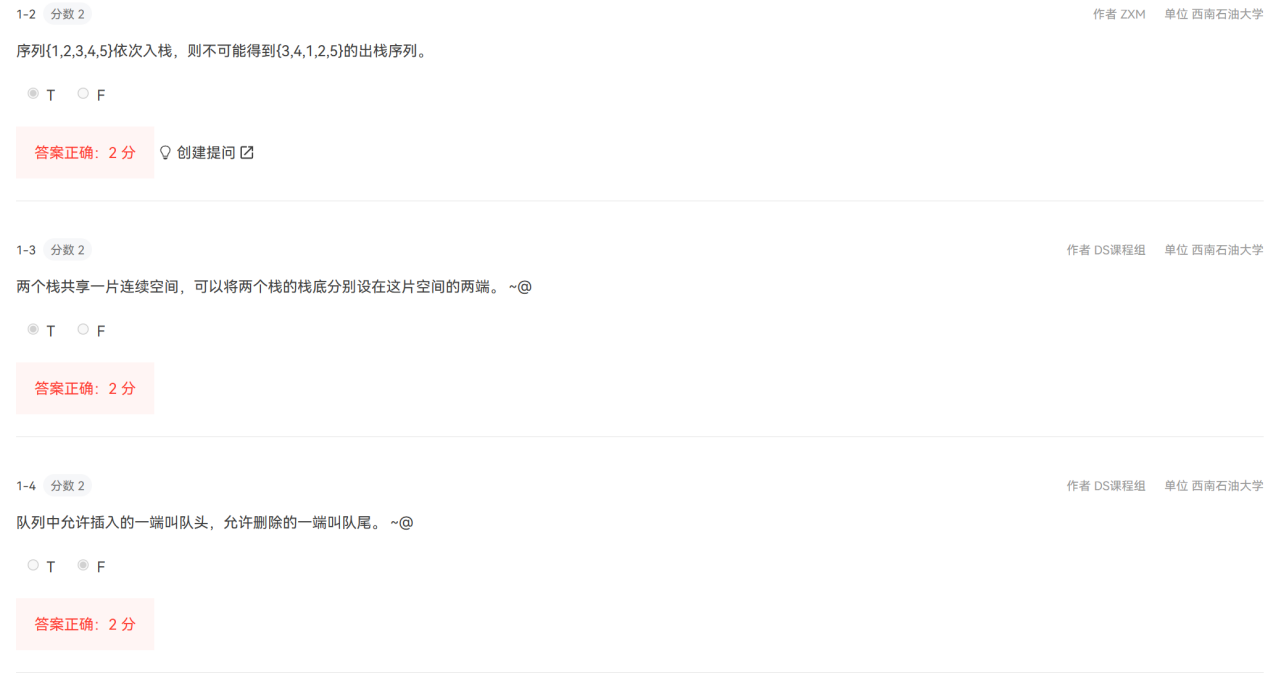 1-2 分数 2 作者 ZXM 单位 西南石油大学
序列{1,2,3,4,5}依次入栈，则不可能得到{3,4,1,2,5}的出栈序列。
T F
答案正确：2 分 创建提问
1-3 分数 2 作者 DS课程组 单位 西南石油大学
两个栈共享一片连续空间，可以将两个栈的栈底分别设在这片空间的两端。 ~@
T F
答案正确：2 分
1-4 分数 2 作者 DS课程组 单位 西南石油大学
队列中允许插入的一端叫队头，允许删除的一端叫队尾。 ~@
T F
答案正确：2 分